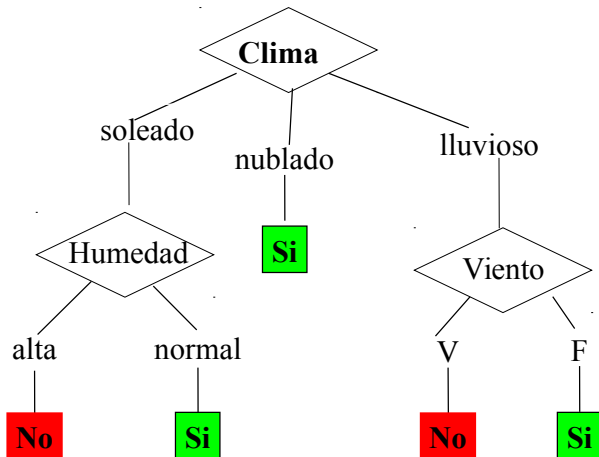 Clima
soleado
nublado
lluvioso
Humedad
Si
Viento
alta
normal
V
F
No
Si
No
Si